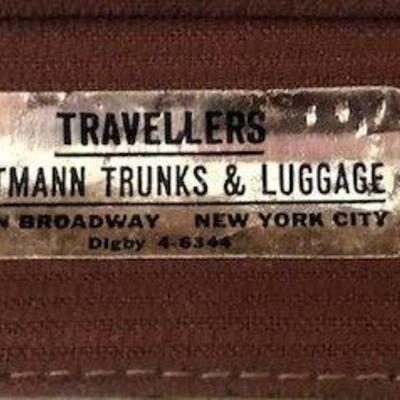 TRAVELLERS
TMANN TRUNKS & LUGGAGE
N BROADWAY NEW YORK CITY
Digby 4-6344